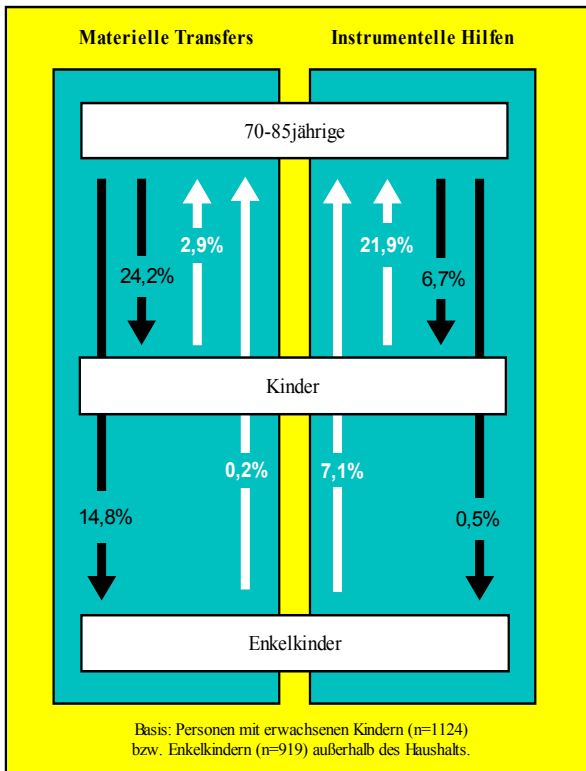 Materielle Transfers
Instrumentelle Hilfen
70-85jährige
2,9%
21,9%
24,2%
6,7%
Kinder
0,2%
7,1%
14,8%
0,5%
Enkelkinder
Basis: Personen mit erwachsenen Kindern (n=1124)
bzw. Enkelkindern (n=919) außerhalb des Haushalts.